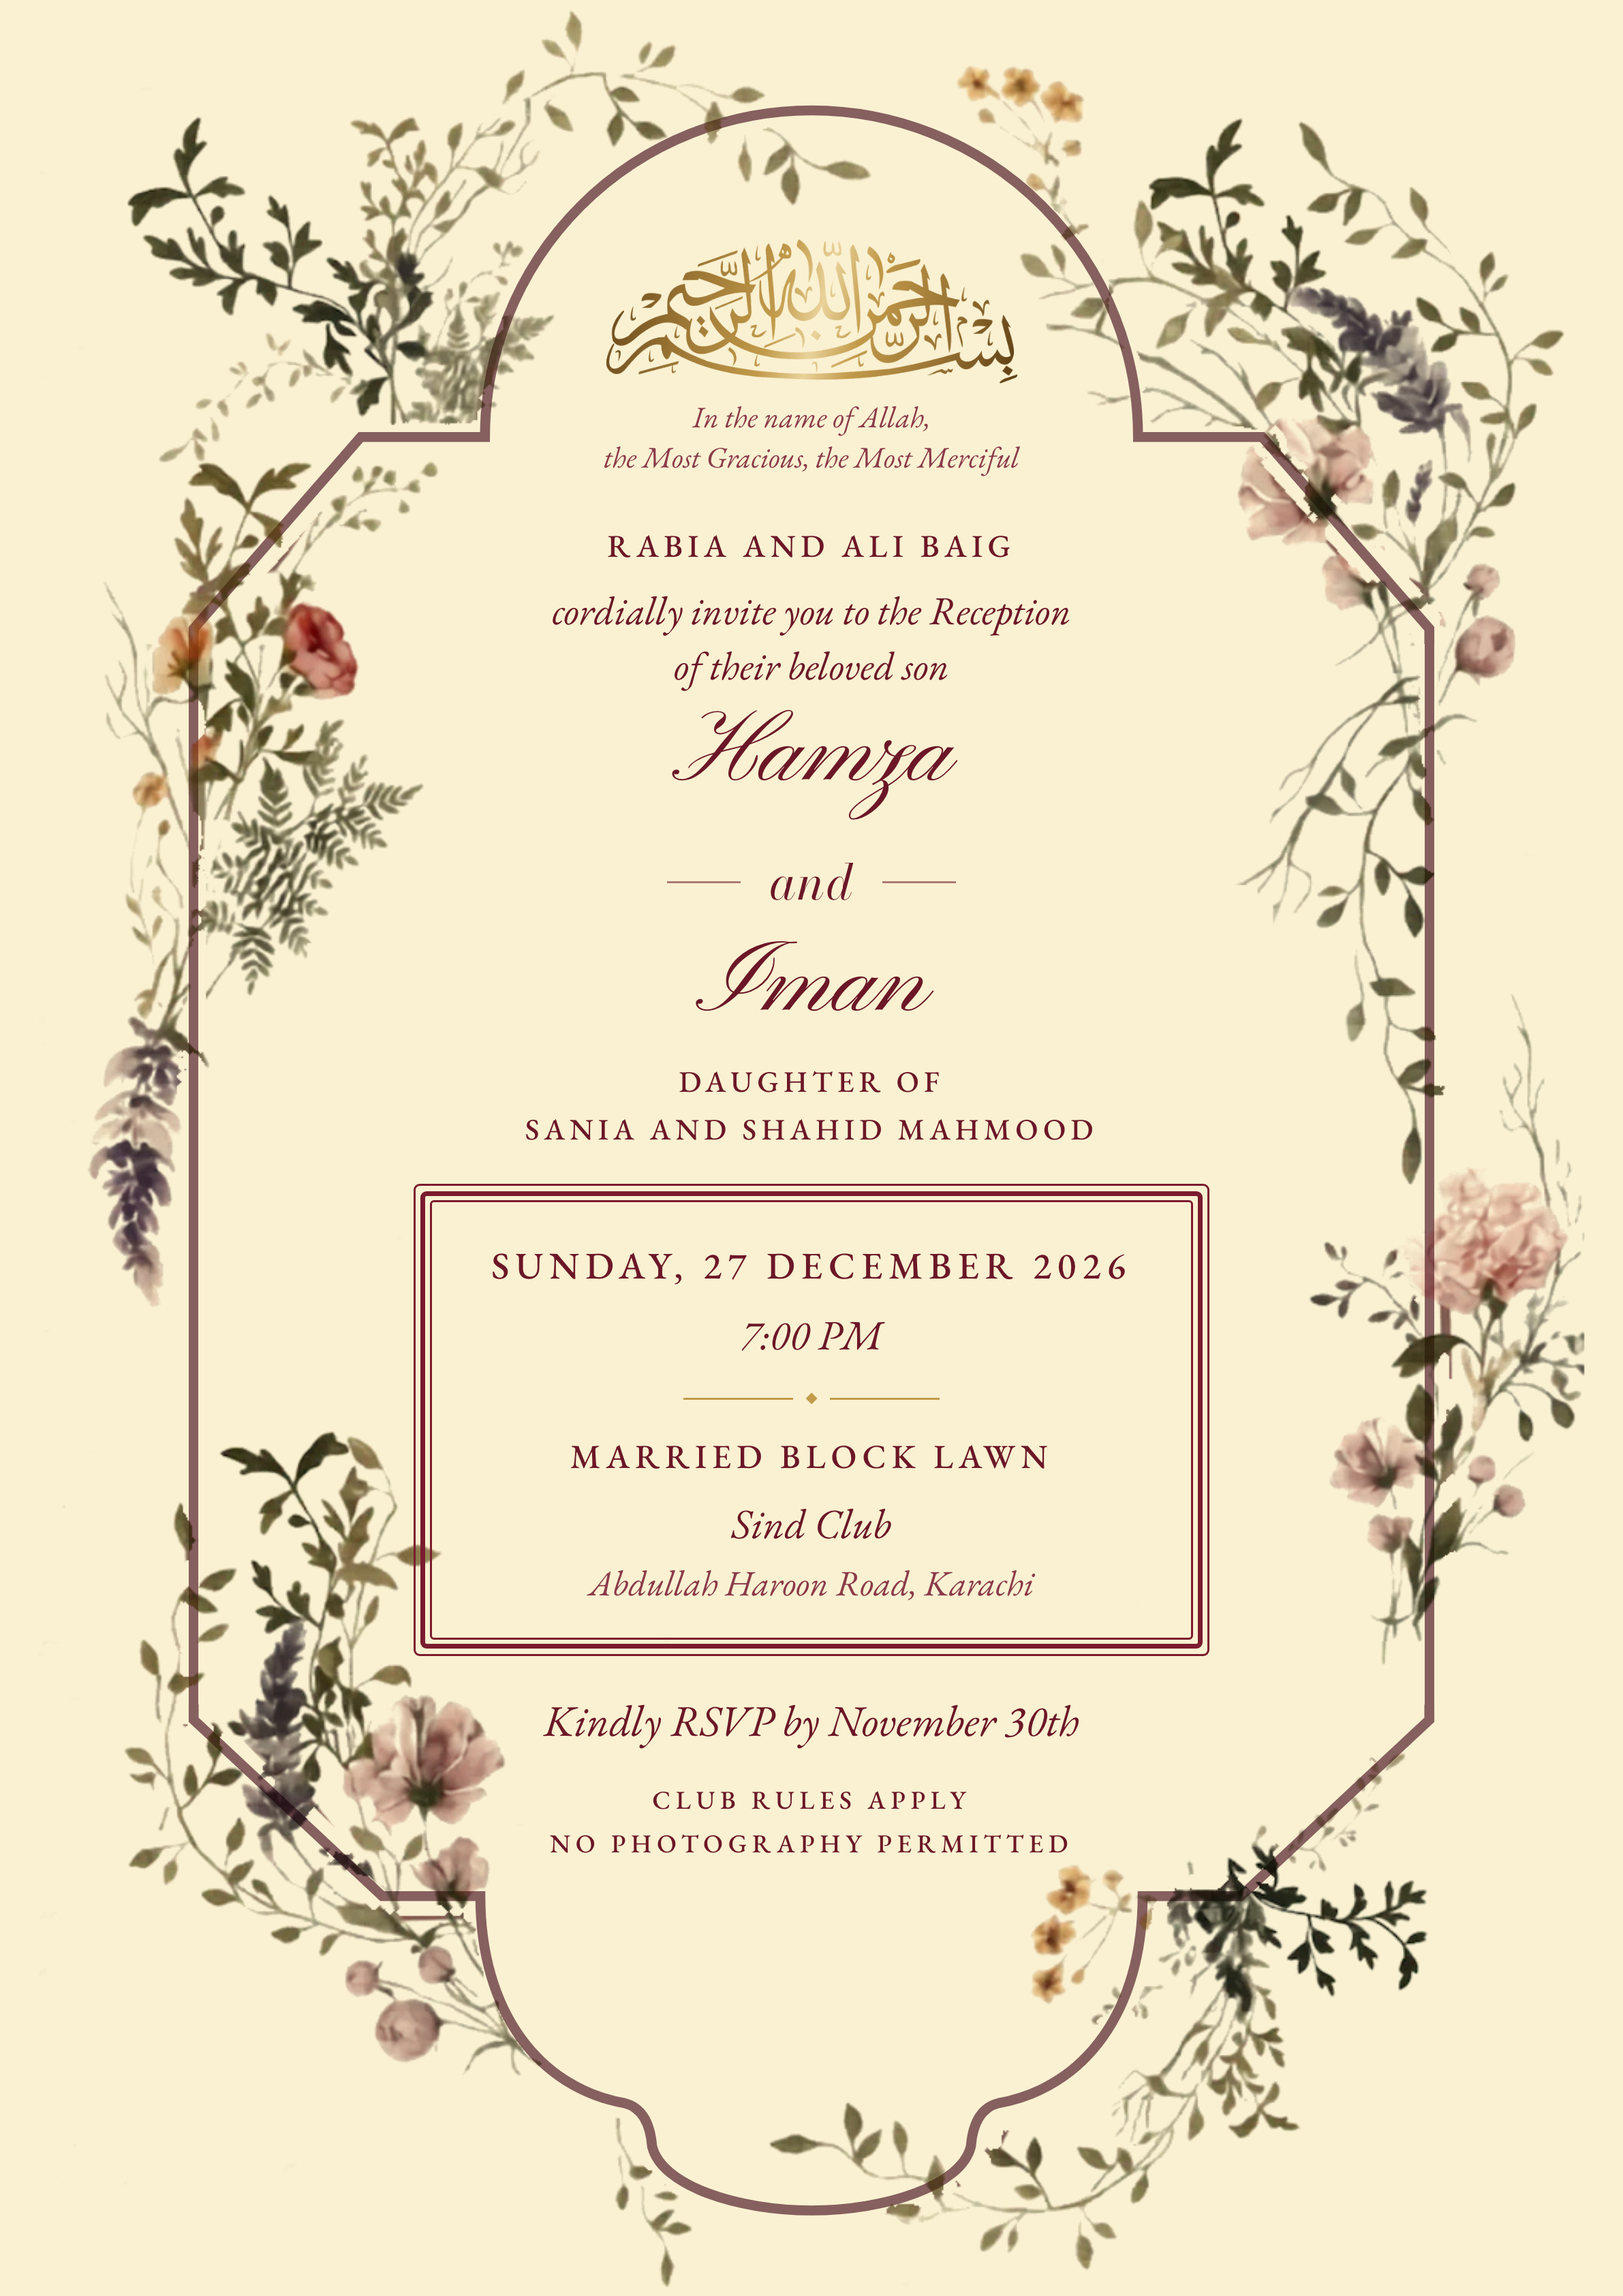 بسم الله الرحمن الرحيم
In the name of Allah,
the Most Gracious, the Most Merciful
RABIA AND ALI BAIG
cordially invite you to the Reception
of their beloved son
Hamza
and
Iman
DAUGHTER OF
SANIA AND SHAHID MAHMOOD
SUNDAY, 27 DECEMBER 2026
7:00 PM
MARRIED BLOCK LAWN
Sind Club
Abdullah Haroon Road, Karachi
Kindly RSVP by November 30th
CLUB RULES APPLY
NO PHOTOGRAPHY PERMITTED